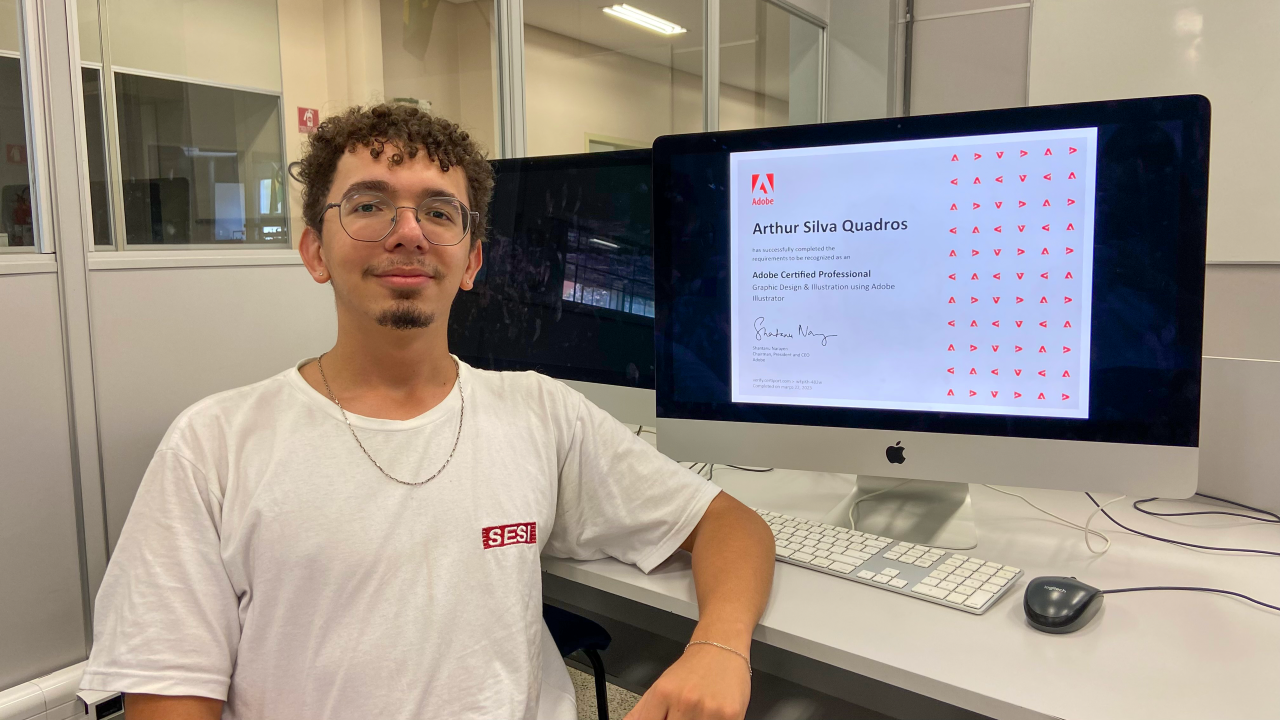 Adobe
Arthur Silva Quadros
has successfully completed the
requirements to be recognized as an
Adobe Certified Professional
Graphic Design & Illustration using Adobe
Illustrator
Shantanu Narayen
Chairman, President and CEO
Adobe
SESI